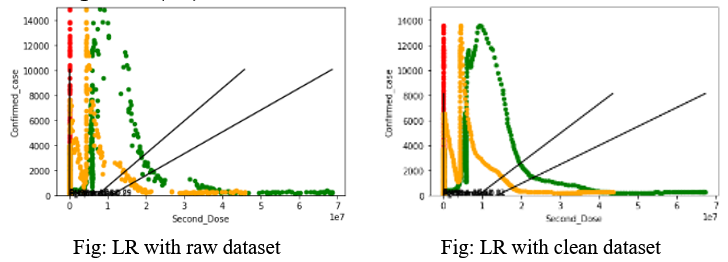 14000
12000
10000
8000
6000
4000
2000
0
Confirmed_case
0 1 2 3 4 5 6 7
Second_Dose
1e7
Fig: LR with raw dataset
14000
12000
10000
8000
6000
4000
2000
0
Confirmed_case
0 1 2 3 4 5 6 7
Second_Dose
1e7
Fig: LR with clean dataset